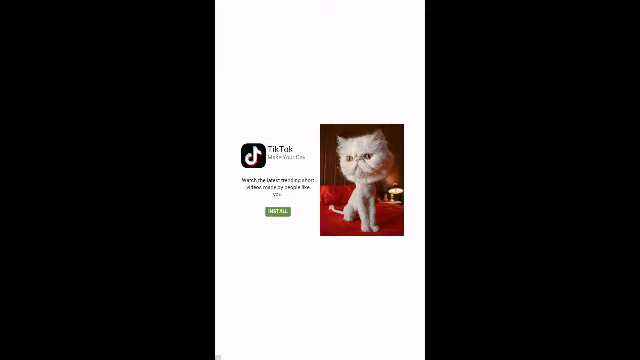 TikTok
Make Your Day
Watch the latest trending short
videos made by people like
you
INSTALL